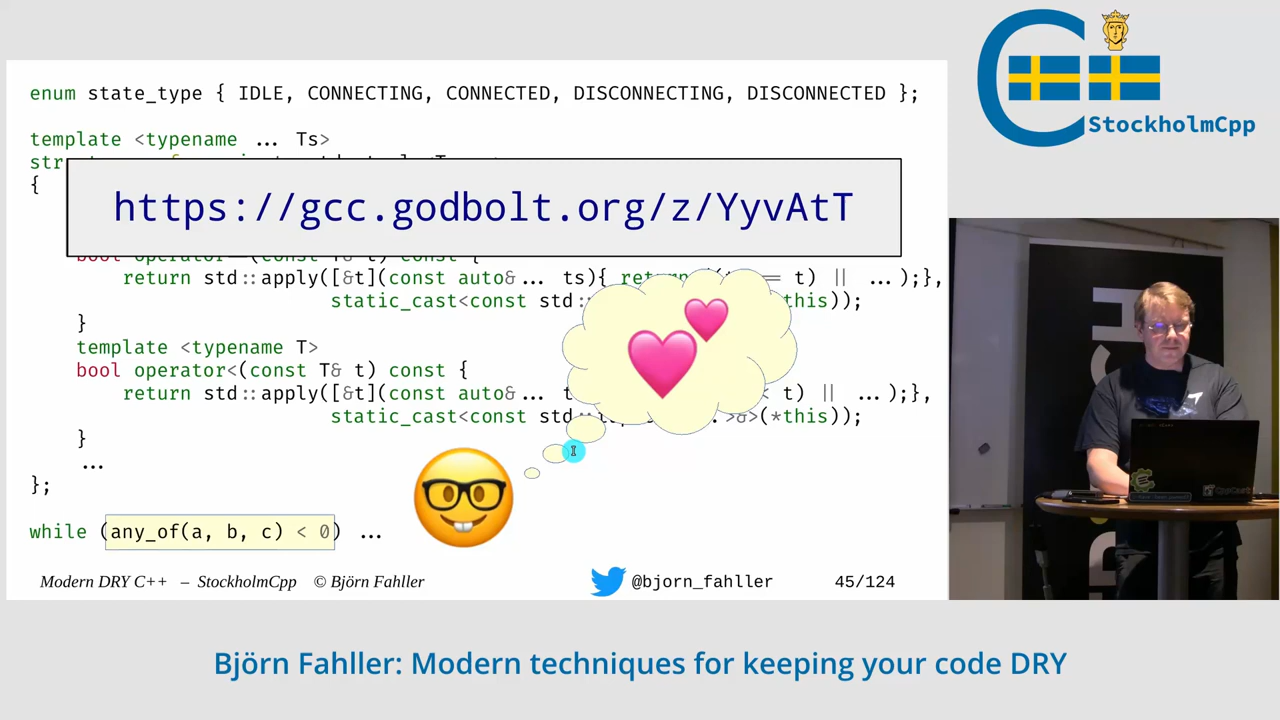 enum state_type { IDLE, CONNECTING, CONNECTED, DISCONNECTING, DISCONNECTED };
template <typename ... Ts>
{
https://gcc.godbolt.org/z/YyvAtT
return std::apply([&t](const auto&... ts){ return == t) || ...);},
static_cast<const this));
}
template <typename T>
bool operator<(const T& t) const {
return std::apply([&t](const auto&... t) || ...);},
static_cast<const >&>(*this));
}
...
};
while (any_of(a, b, c) < 0) ...
Modern DRY C++ – StockholmCpp © Björn Fahller
@bjorn_fahller
45/124
StockholmCpp
Björn Fahller: Modern techniques for keeping your code DRY